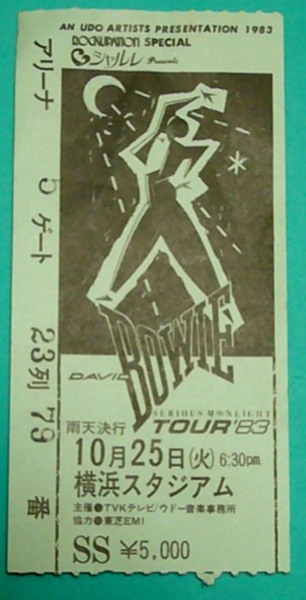 AN UDO ARTISTS PRESENTATION 1983
ROCKUPATION SPECIAL
シャルレ Presents
DAVID BOWIE
SERIOUS MOONLIGHT
TOUR '83
雨天決行
10月25日(火) 6:30pm
横浜スタジアム
主催●TVKテレビ/ウドー音楽事務所
協力●東芝EMI
SS ¥5,000
アリーナ 5 ゲート 23列 79 番